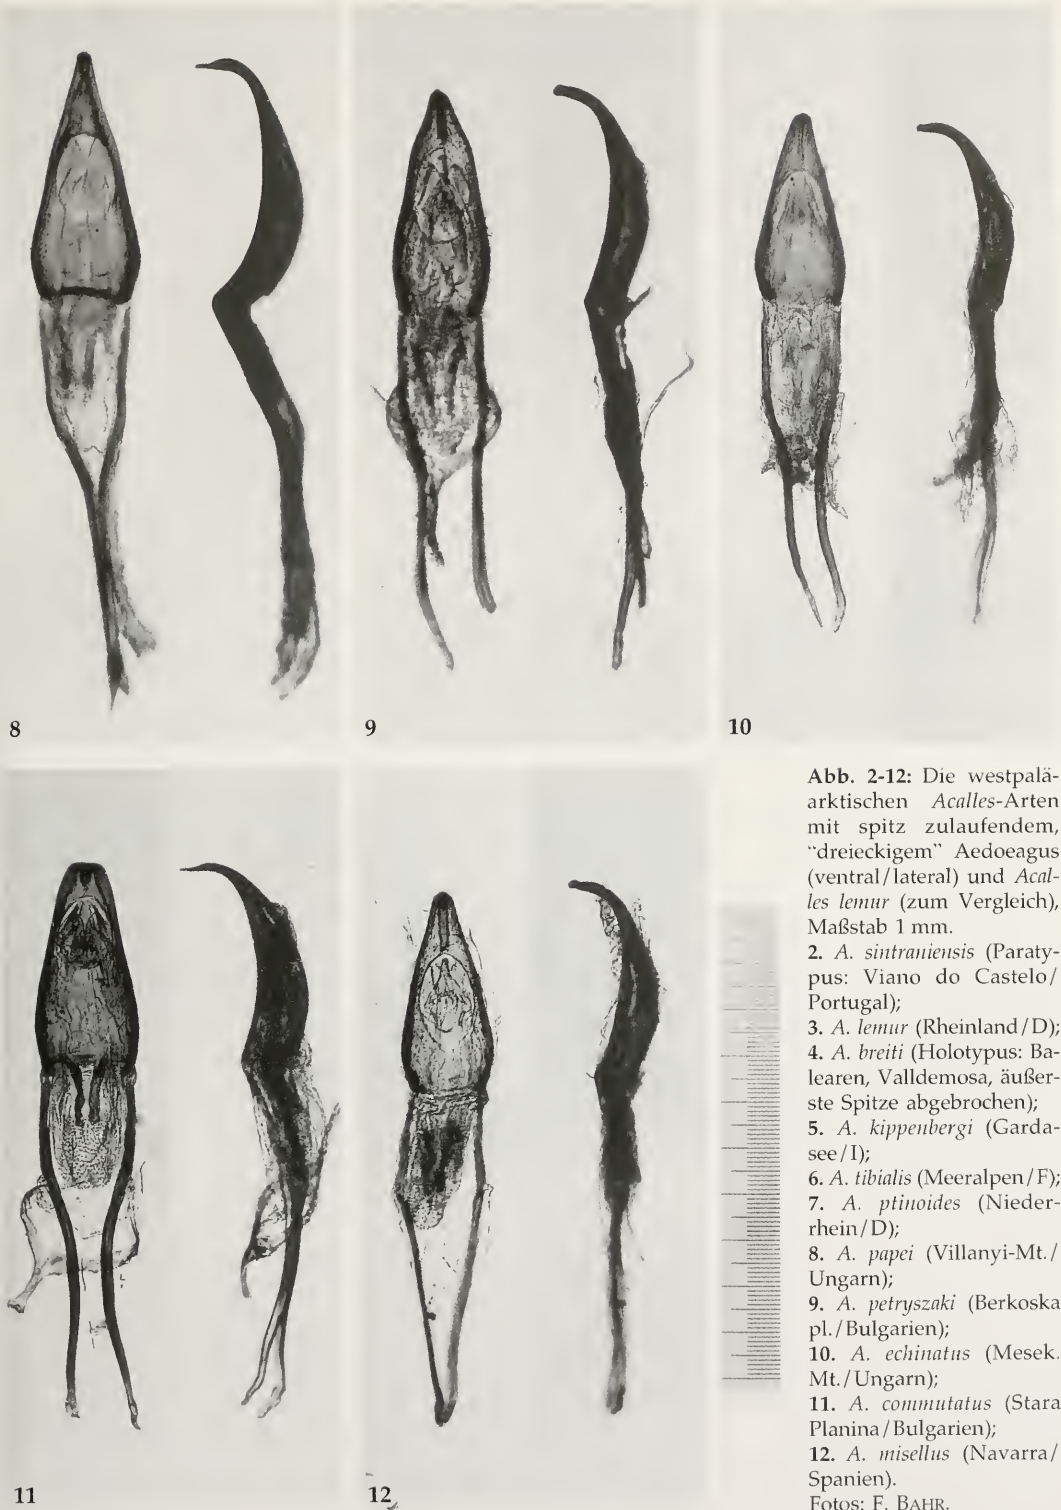 8
9
10
11
12
Abb. 2-12: Die westpalä-
arktischen Acalles-Arten
mit spitz zulaufendem,
"dreieckigem" Aedoeagus
(ventral/lateral) und Acal-
les lemur (zum Vergleich),
Maßstab 1 mm.
2. A. sintraniensis (Paraty-
pus: Viano do Castelo/
Portugal);
3. A. lemur (Rheinland/D);
4. A. breiti (Holotypus: Ba-
learen, Valldemosa, äußer-
ste Spitze abgebrochen);
5. A. kippenbergi (Garda-
see/I);
6. A. tibialis (Meeralpen/F);
7. A. ptinoides (Nieder-
rhein/D);
8. A. papei (Villanyi-Mt./
Ungarn);
9. A. petryszaki (Berkoska
pl./Bulgarien);
10. A. echinatus (Mesek.
Mt./Ungarn);
11. A. commutatus (Stara
Planina/Bulgarien);
12. A. misellus (Navarra/
Spanien).
Fotos: F. BAHR.